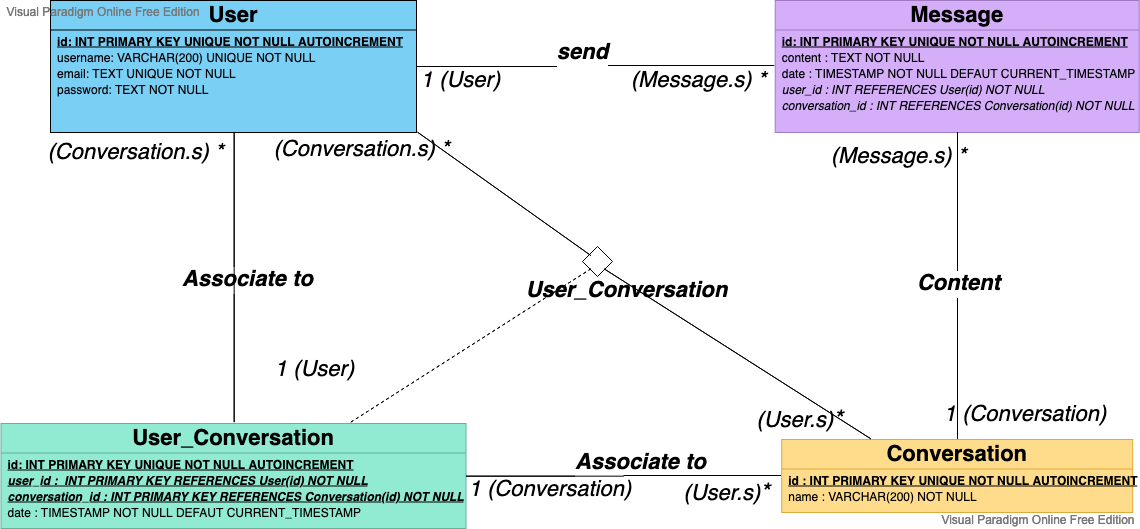 Visual Paradigm Online Free Edition
User
id: INT PRIMARY KEY UNIQUE NOT NULL AUTOINCREMENT
username: VARCHAR(200) UNIQUE NOT NULL
email: TEXT UNIQUE NOT NULL
password: TEXT NOT NULL
send
1 (User)
(Message.s) *
Message
id: INT PRIMARY KEY UNIQUE NOT NULL AUTOINCREMENT
content : TEXT NOT NULL
date : TIMESTAMP NOT NULL DEFAUT CURRENT_TIMESTAMP
user_id : INT REFERENCES User(id) NOT NULL
conversation_id : INT REFERENCES Conversation(id) NOT NULL
(Conversation.s) *
(Conversation.s) *
(Message.s) *
Associate to
User_Conversation
Content
1 (User)
(User.s)*
1 (Conversation)
User_Conversation
id: INT PRIMARY KEY UNIQUE NOT NULL AUTOINCREMENT
user_id : INT PRIMARY KEY REFERENCES User(id) NOT NULL
conversation_id : INT PRIMARY KEY REFERENCES Conversation(id) NOT NULL
date : TIMESTAMP NOT NULL DEFAUT CURRENT_TIMESTAMP
Associate to
1 (Conversation)
(User.s)*
Conversation
id : INT PRIMARY KEY UNIQUE NOT NULL AUTOINCREMENT
name : VARCHAR(200) NOT NULL
Visual Paradigm Online Free Edition